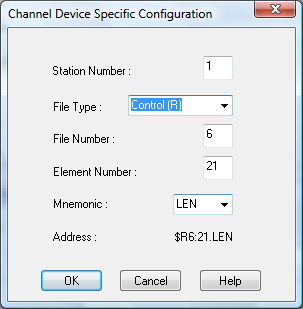 Channel Device Specific Configuration
Station Number : 1
File Type : Control (R)
File Number : 6
Element Number : 21
Mnemonic : LEN
Address : $R6:21.LEN
OK Cancel Help